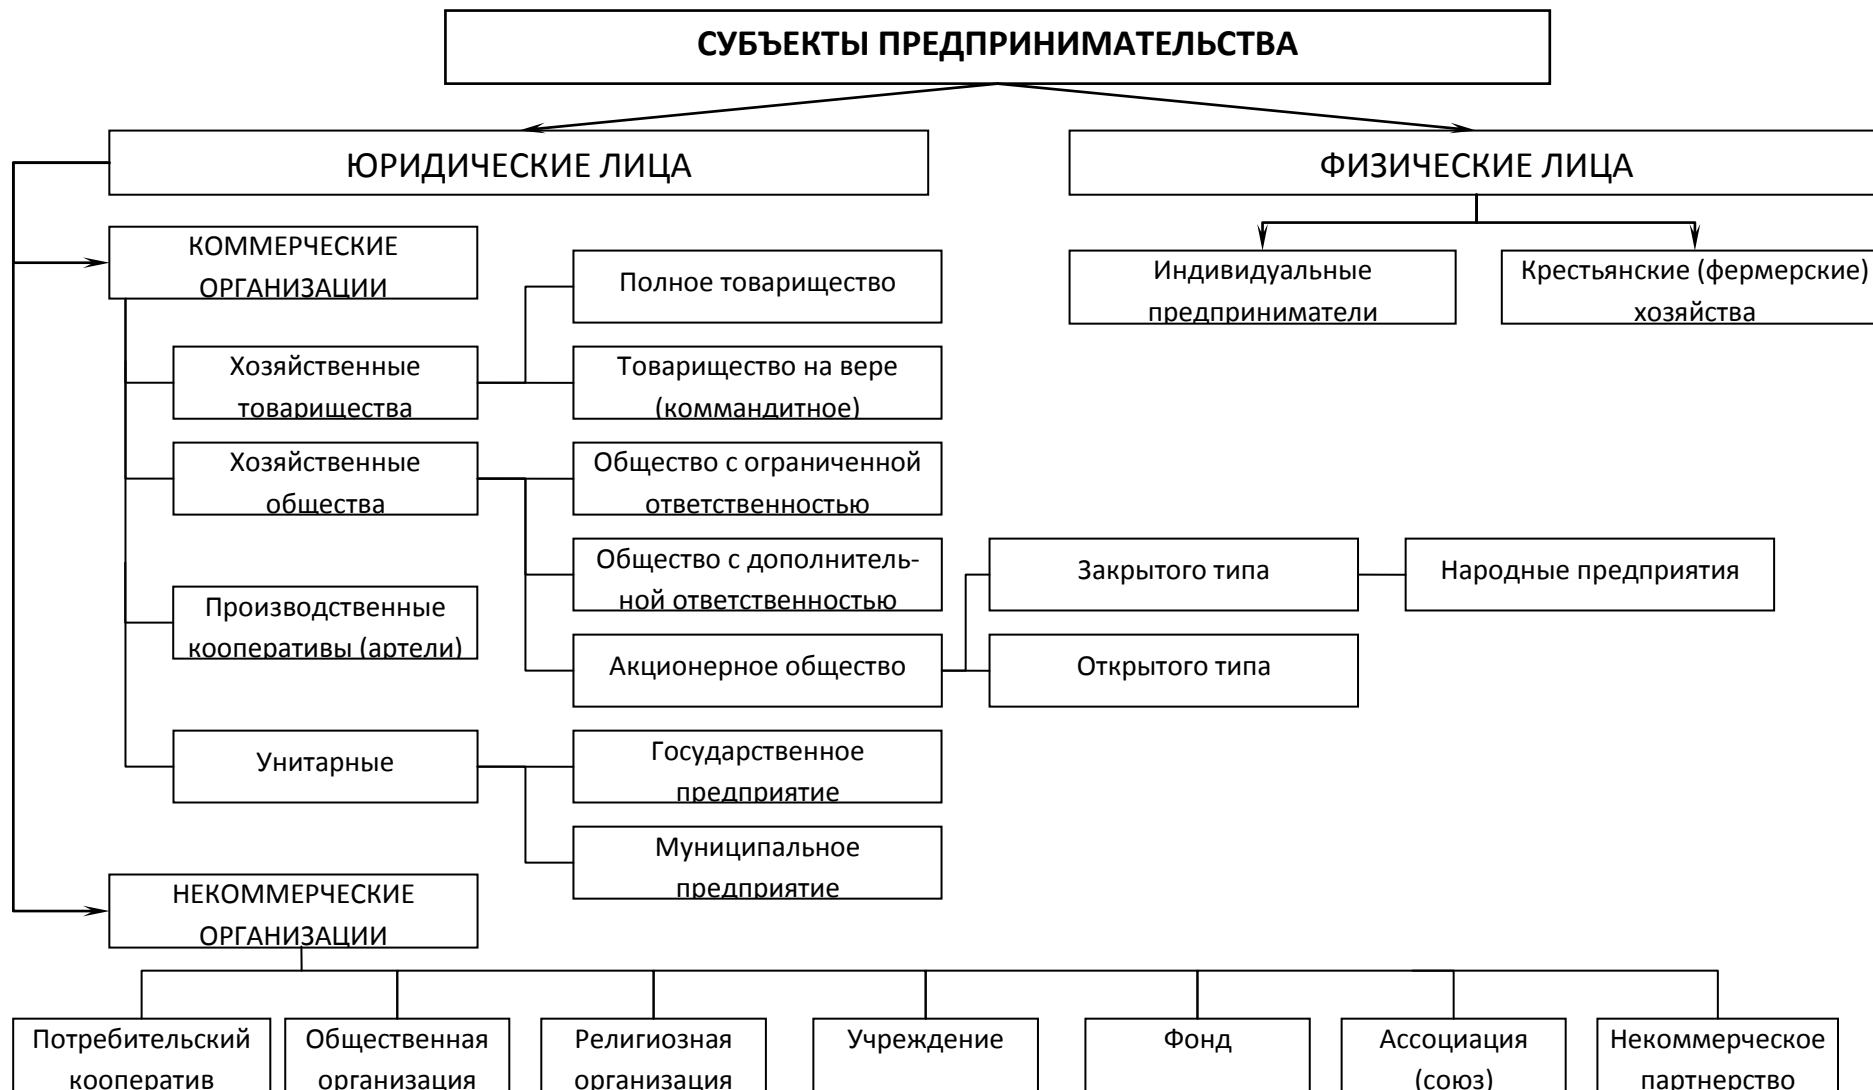 СУБЪЕКТЫ ПРЕДПРИНИМАТЕЛЬСТВА
ЮРИДИЧЕСКИЕ ЛИЦА
ФИЗИЧЕСКИЕ ЛИЦА
КОММЕРЧЕСКИЕ
ОРГАНИЗАЦИИ
Полное товарищество
Индивидуальные
предприниматели
Крестьянские (фермерские)
хозяйства
Хозяйственные
товарищества
Товарищество на вере
(коммандитное)
Хозяйственные
общества
Общество с ограниченной
ответственностью
Общество с дополнитель-
ной ответственностью
Закрытого типа
Народные предприятия
Производственные
кооперативы (артели)
Акционерное общество
Открытого типа
Унитарные
Государственное
предприятие
Муниципальное
предприятие
НЕКОММЕРЧЕСКИЕ
ОРГАНИЗАЦИИ
Потребительский
кооператив
Общественная
организация
Религиозная
организация
Учреждение
Фонд
Ассоциация
(союз)
Некоммерческое
партнерство